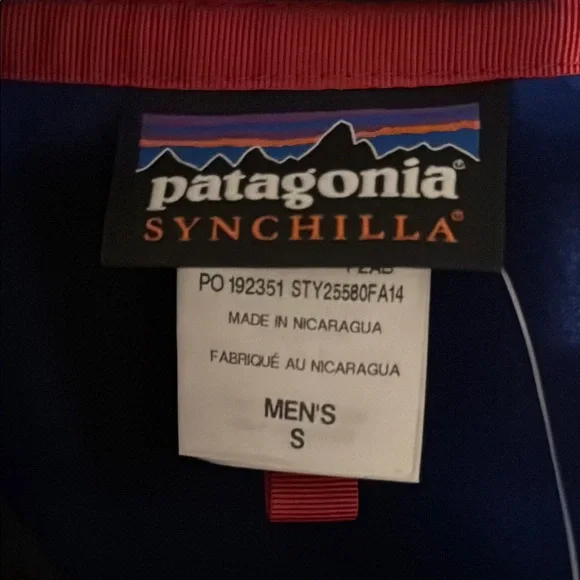 patagonia®
SYNCHILLA®
PO 192351 STY25580FA14
MADE IN NICARAGUA
FABRIQUÉ AU NICARAGUA
MEN'S
S